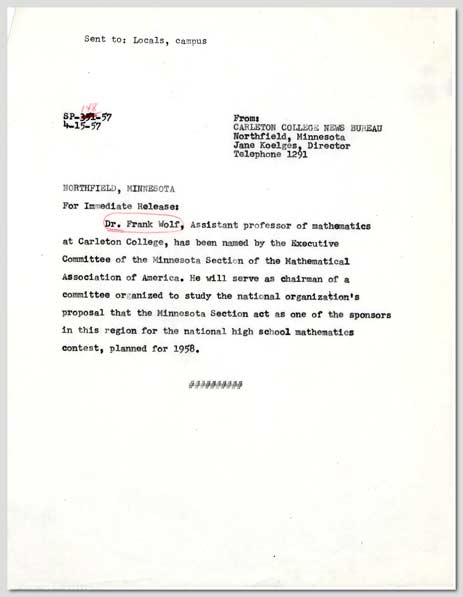 Sent to: Locals, campus
148
SP-351-57
4-15-57
From:
CARLETON COLLEGE NEWS BUREAU
Northfield, Minnesota
Jane Koelges, Director
Telephone 1291
NORTHFIELD, MINNESOTA
For Immediate Release:
Dr. Frank Wolf, Assistant professor of mathematics
at Carleton College, has been named by the Executive
Committee of the Minnesota Section of the Mathematical
Association of America. He will serve as chairman of a
committee organized to study the national organization's
proposal that the Minnesota Section act as one of the sponsors
in this region for the national high school mathematics
contest, planned for 1958.
##########